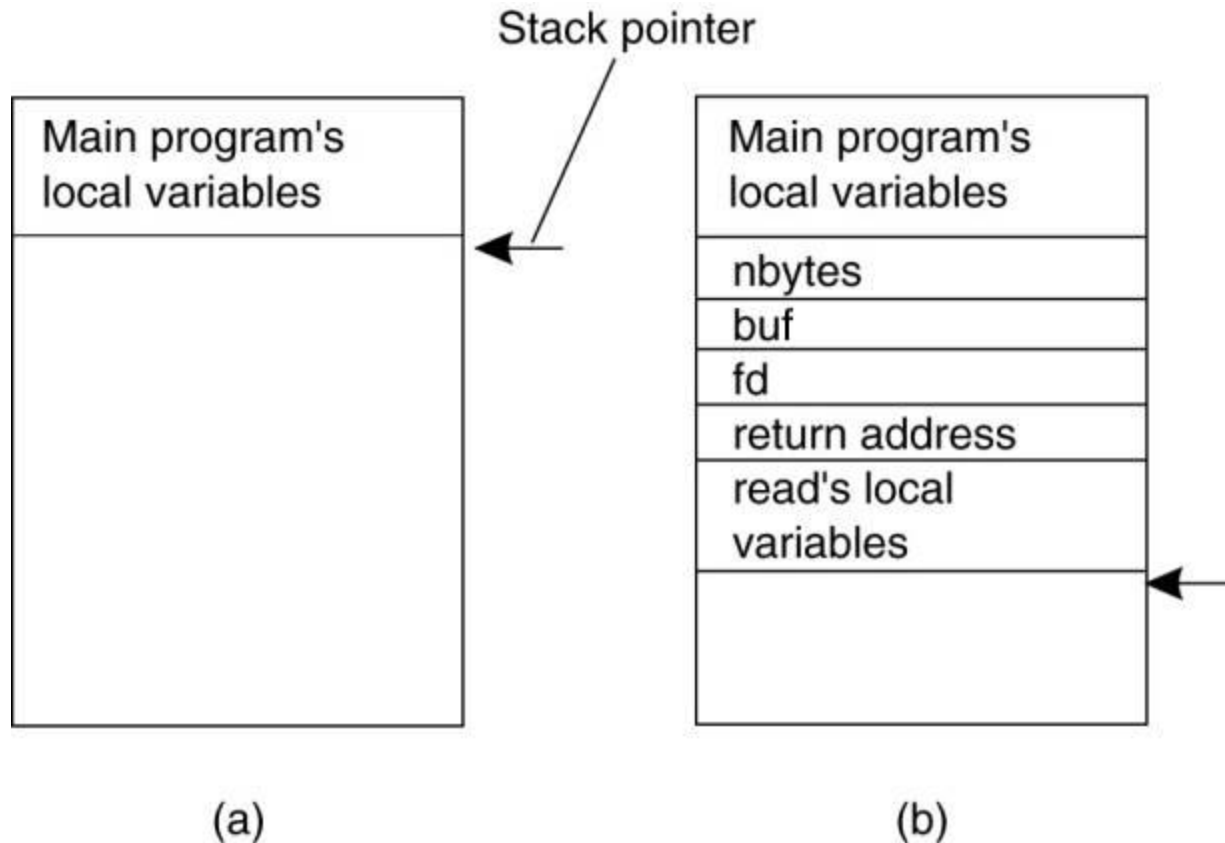 Stack pointer
Main program's
local variables
Main program's
local variables
nbytes
buf
fd
return address
read's local
variables
(a)
(b)